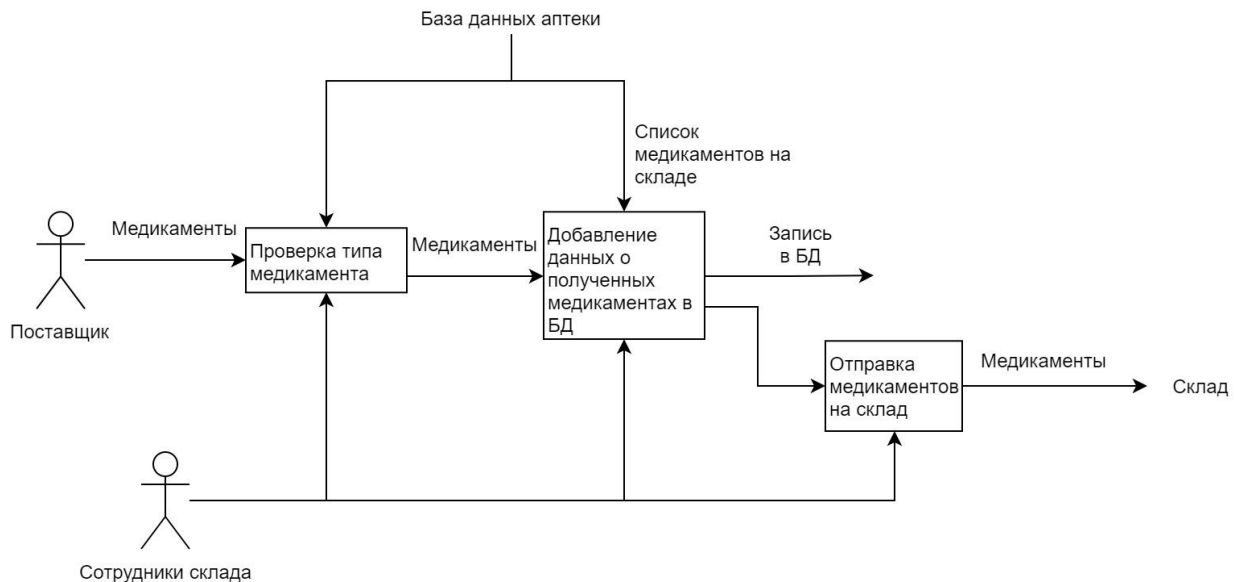 База данных аптеки
Список
медикаментов на
складе
Медикаменты
Проверка типа
медикамента
Медикаменты
Добавление
данных о
полученных
медикаментах в
БД
Запись
в БД
Поставщик
Отправка
медикаментов
на склад
Медикаменты
Склад
Сотрудники склада